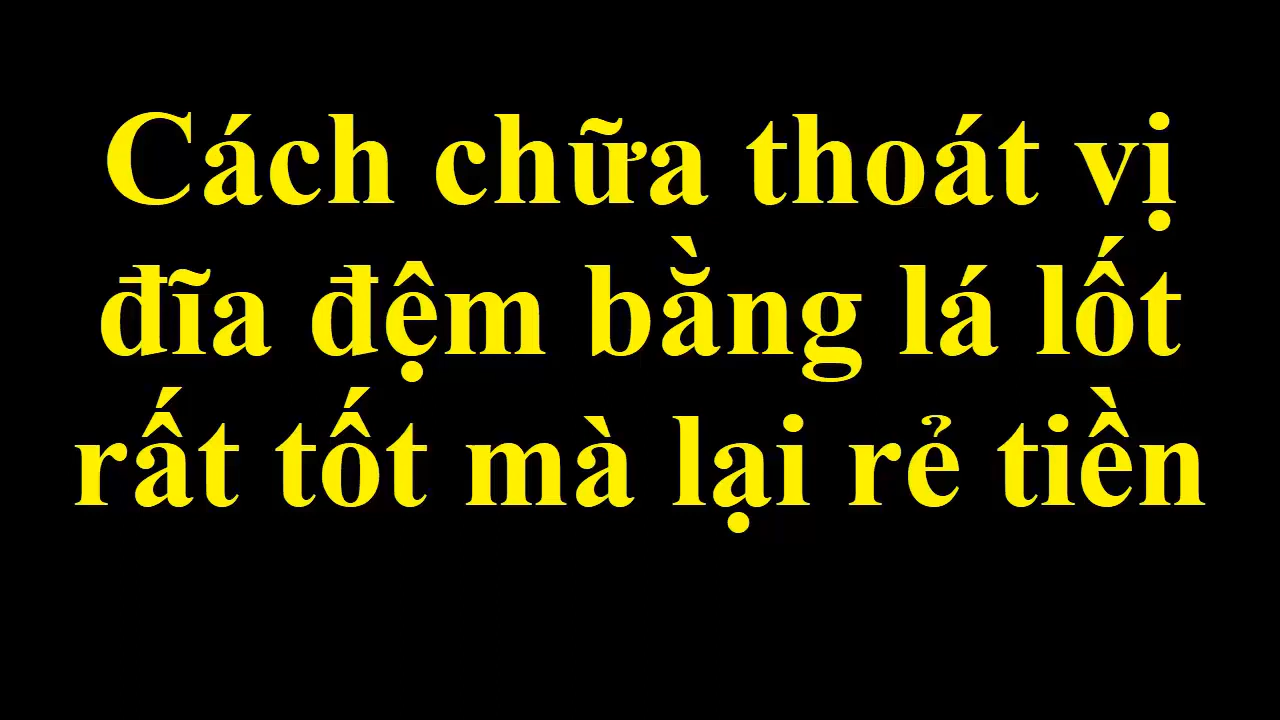 Cách chữa thoát vị
đĩa đệm bằng lá lốt
rất tốt mà lại rẻ tiền